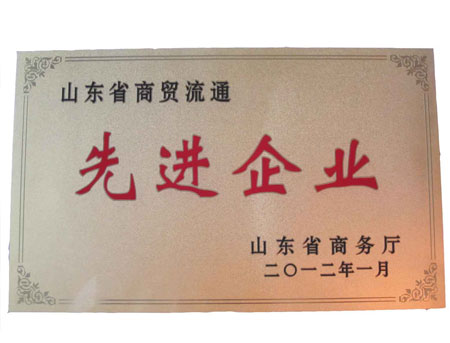 山东省商贸流通
先进企业
山东省商务厅
二〇一二年一月